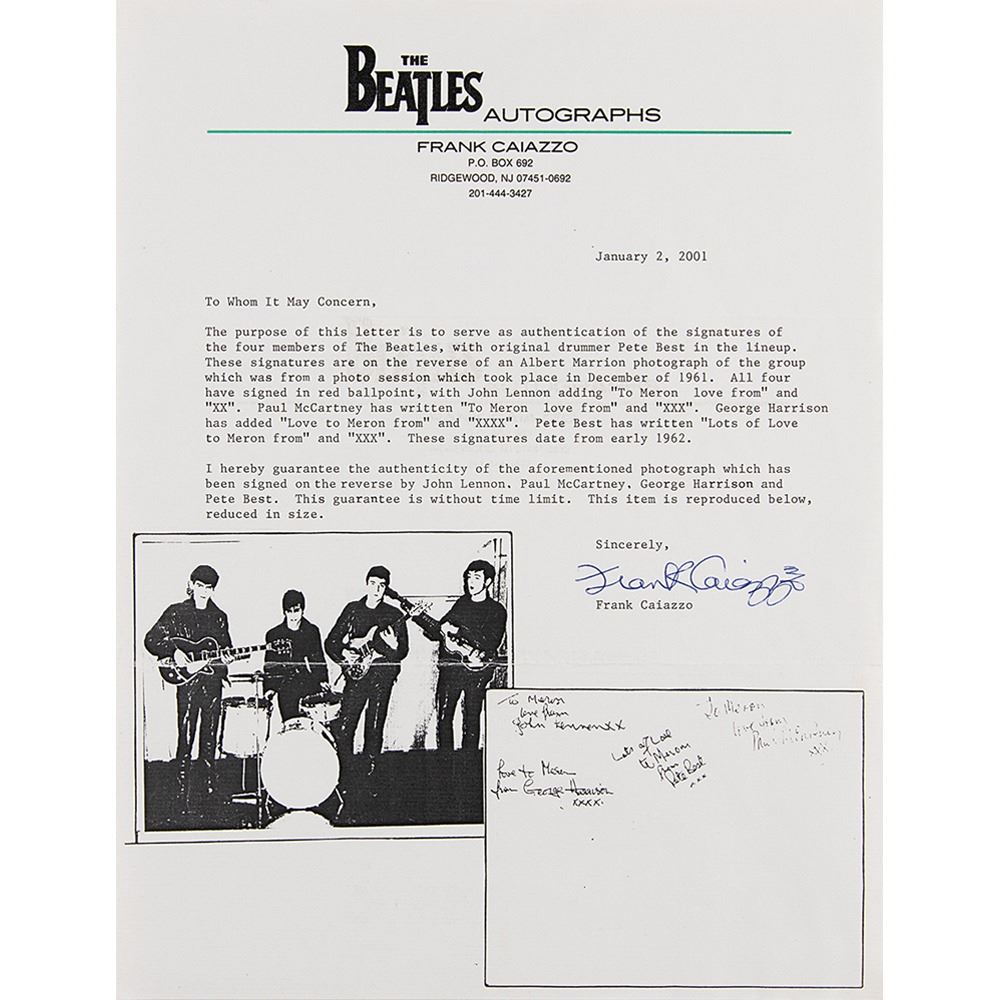 THE
BEATLES AUTOGRAPHS
FRANK CAIAZZO
P.O. BOX 692
RIDGEWOOD, NJ 07451-0692
201-444-3427
January 2, 2001
To Whom It May Concern,
The purpose of this letter is to serve as authentication of the signatures of
the four members of The Beatles, with original drummer Pete Best in the lineup.
These signatures are on the reverse of an Albert Marrion photograph of the group
which was from a photo session which took place in December of 1961.  All four
have signed in red ballpoint, with John Lennon adding "To Meron  love from" and
"XX".  Paul McCartney has written "To Meron  love from" and "XXX".  George Harrison
has added "Love to Meron from" and "XXXX".  Pete Best has written "Lots of Love
to Meron from" and "XXX".  These signatures date from early 1962.
I hereby guarantee the authenticity of the aforementioned photograph which has
been signed on the reverse by John Lennon, Paul McCartney, George Harrison and
Pete Best.  This guarantee is without time limit.  This item is reproduced below,
reduced in size.
Sincerely,
Frank Caiazzo
Frank Caiazzo
To Meron
love from
John Lennon XX
Love to Meron
from George Harrison
XXXX.
Lots of Love
to Meron
from
Pete Best
xxx
To Meron
love from
Paul McCartney
XXX